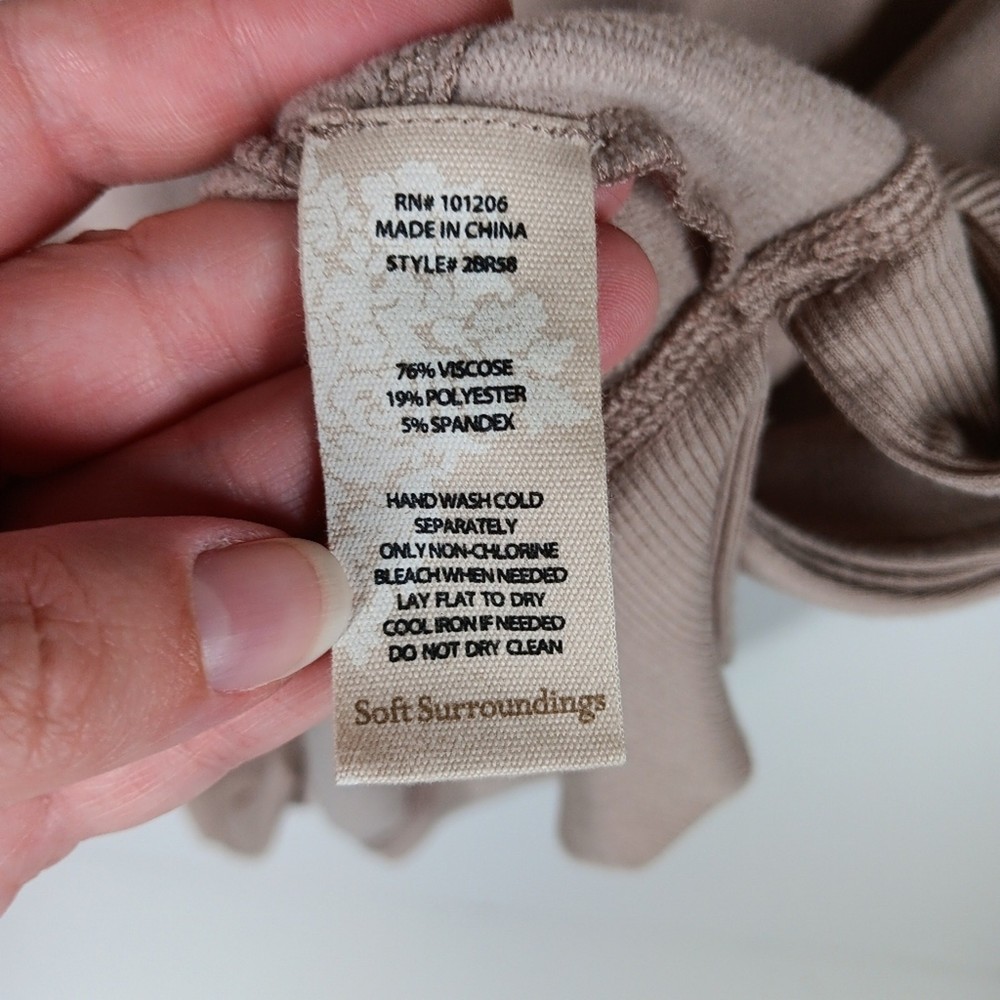 RN# 101206
MADE IN CHINA
STYLE# 2BR58
76% VISCOSE
19% POLYESTER
5% SPANDEX
HAND WASH COLD
SEPARATELY
ONLY NON-CHLORINE
BLEACH WHEN NEEDED
LAY FLAT TO DRY
COOL IRON IF NEEDED
DO NOT DRY CLEAN
Soft Surroundings